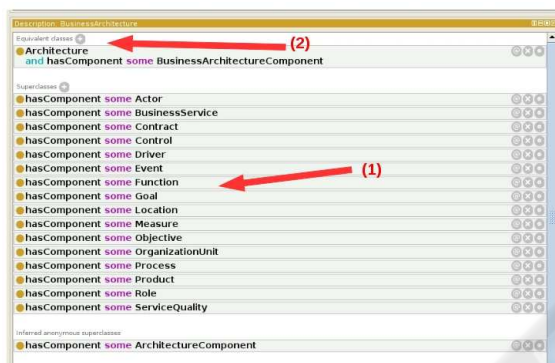 Description: BusinessArchitecture
Equivalent classes
(2)
Architecture
and hasComponent some BusinessArchitectureComponent
Superclasses
hasComponent some Actor
hasComponent some BusinessService
hasComponent some Contract
hasComponent some Control
hasComponent some Driver
hasComponent some Event
(1)
hasComponent some Function
hasComponent some Goal
hasComponent some Location
hasComponent some Measure
hasComponent some Objective
hasComponent some OrganizationUnit
hasComponent some Process
hasComponent some Product
hasComponent some Role
hasComponent some ServiceQuality
Inferred anonymous superclasses
hasComponent some ArchitectureComponent